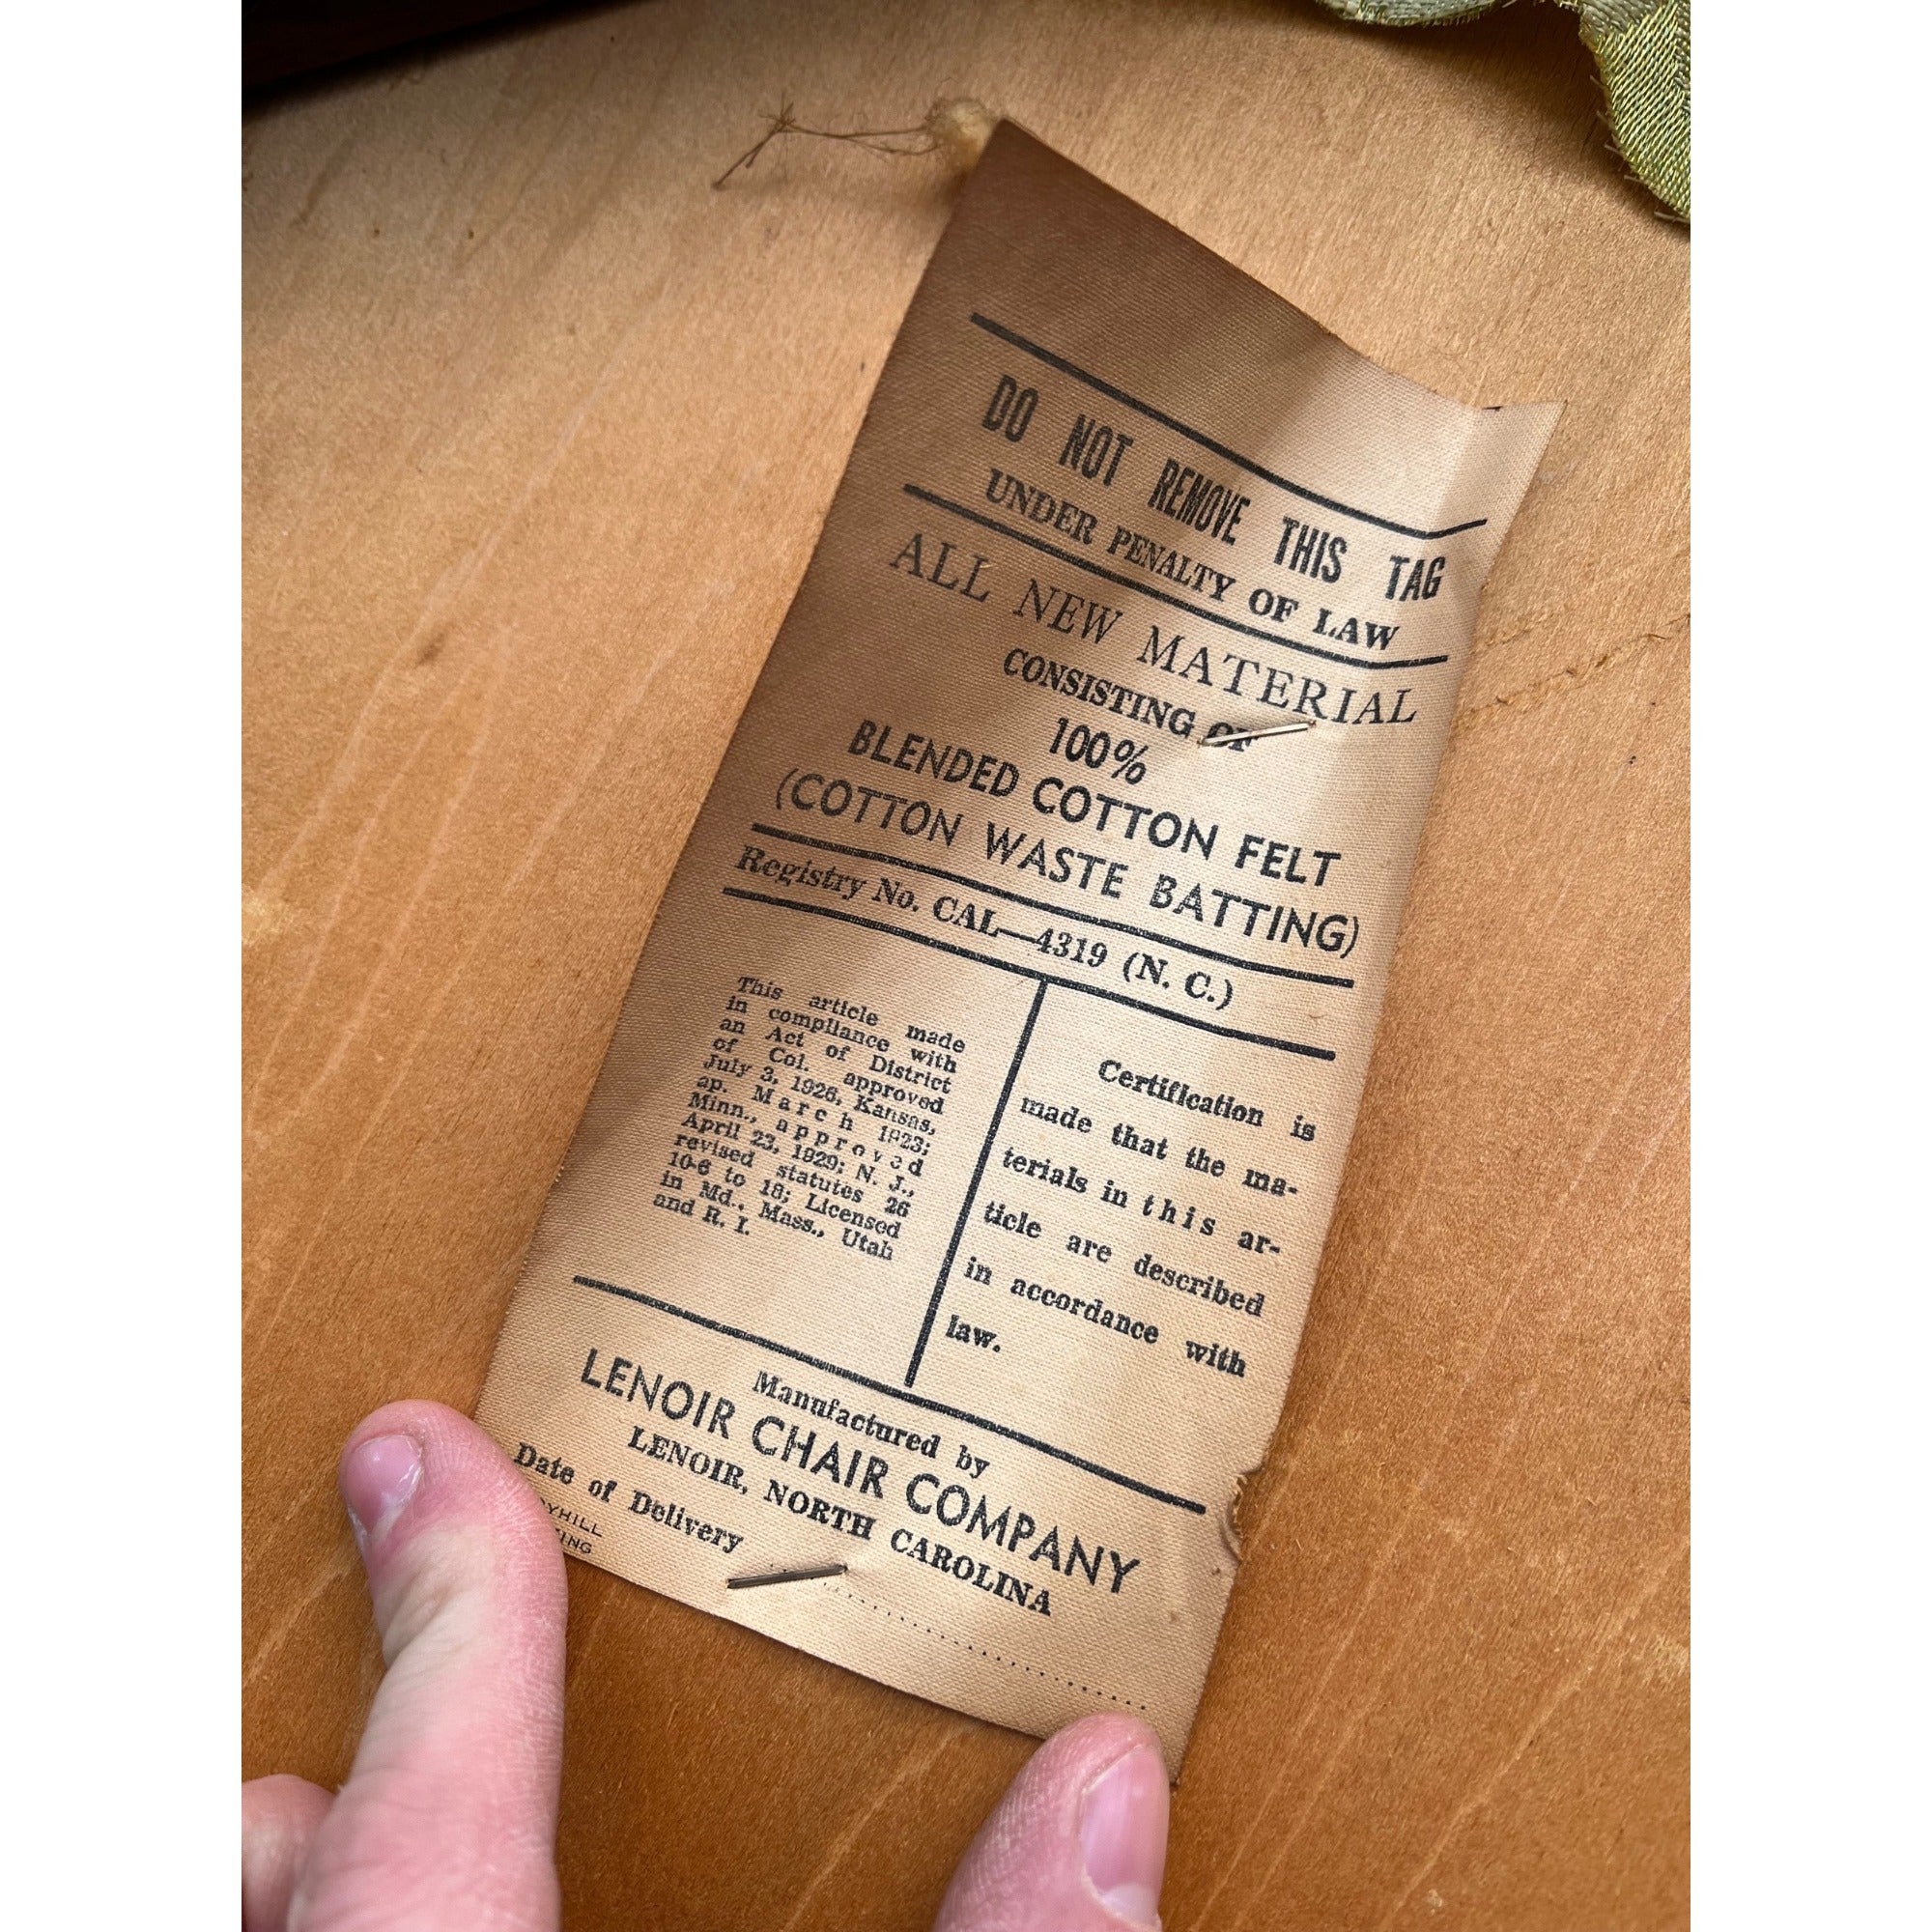 DO NOT REMOVE THIS TAG
UNDER PENALTY OF LAW
ALL NEW MATERIAL
CONSISTING OF
100%
BLENDED COTTON FELT
(COTTON WASTE BATTING)
Registry No. CAL—4319 (N. C.)
This article made
in compliance with
an Act of District
of Col. approved
July 3, 1926, Kansas,
ap. March 1923;
Minn., approved
April 23, 1929; N. J.,
revised statutes 26
10-6 to 18; Licensed
in Md., Mass., Utah
and R. I.
Certification is
made that the ma-
terials in this ar-
ticle are described
in accordance with
law.
Manufactured by
LENOIR CHAIR COMPANY
LENOIR, NORTH CAROLINA
Date of Delivery